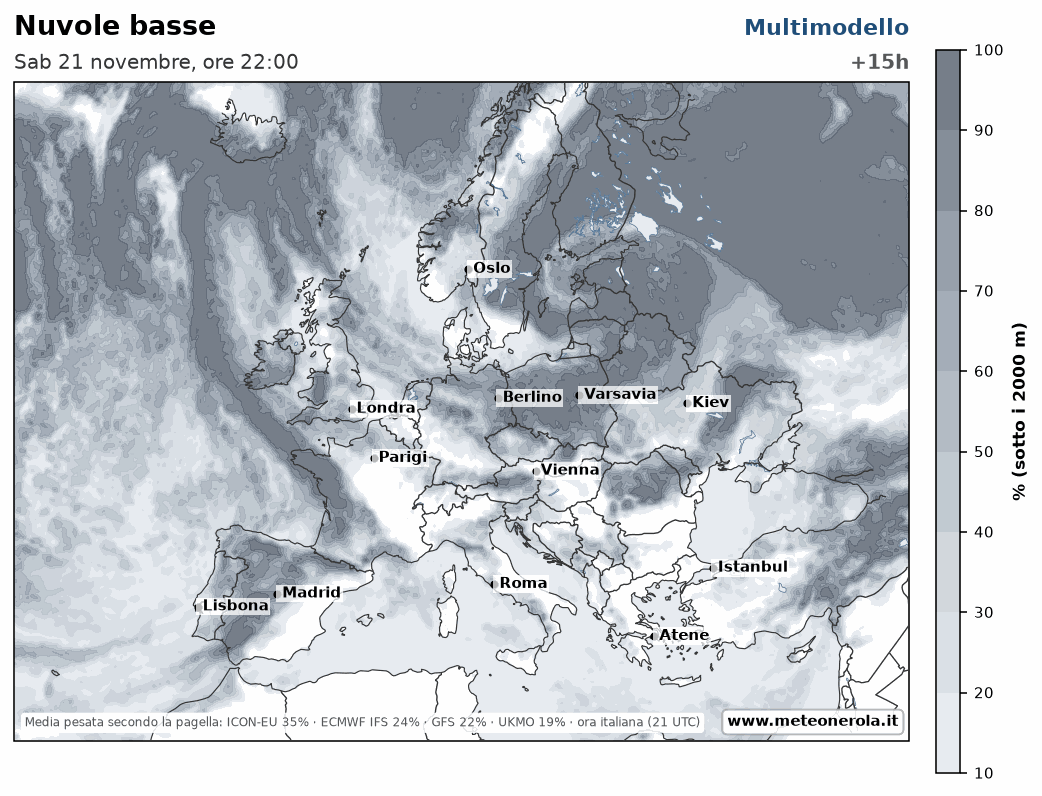 Nuvole basse
Multimodello
Sab 21 novembre, ore 22:00
+15h
100
90
80
70
60
50
40
30
20
10
% (sotto i 2000 m)
Oslo
Londra
Berlino
Varsavia
Kiev
Parigi
Vienna
Istanbul
Roma
Madrid
Lisbona
Atene
Media pesata secondo la pagella: ICON-EU 35% · ECMWF IFS 24% · GFS 22% · UKMO 19% · ora italiana (21 UTC)
www.meteonerola.it